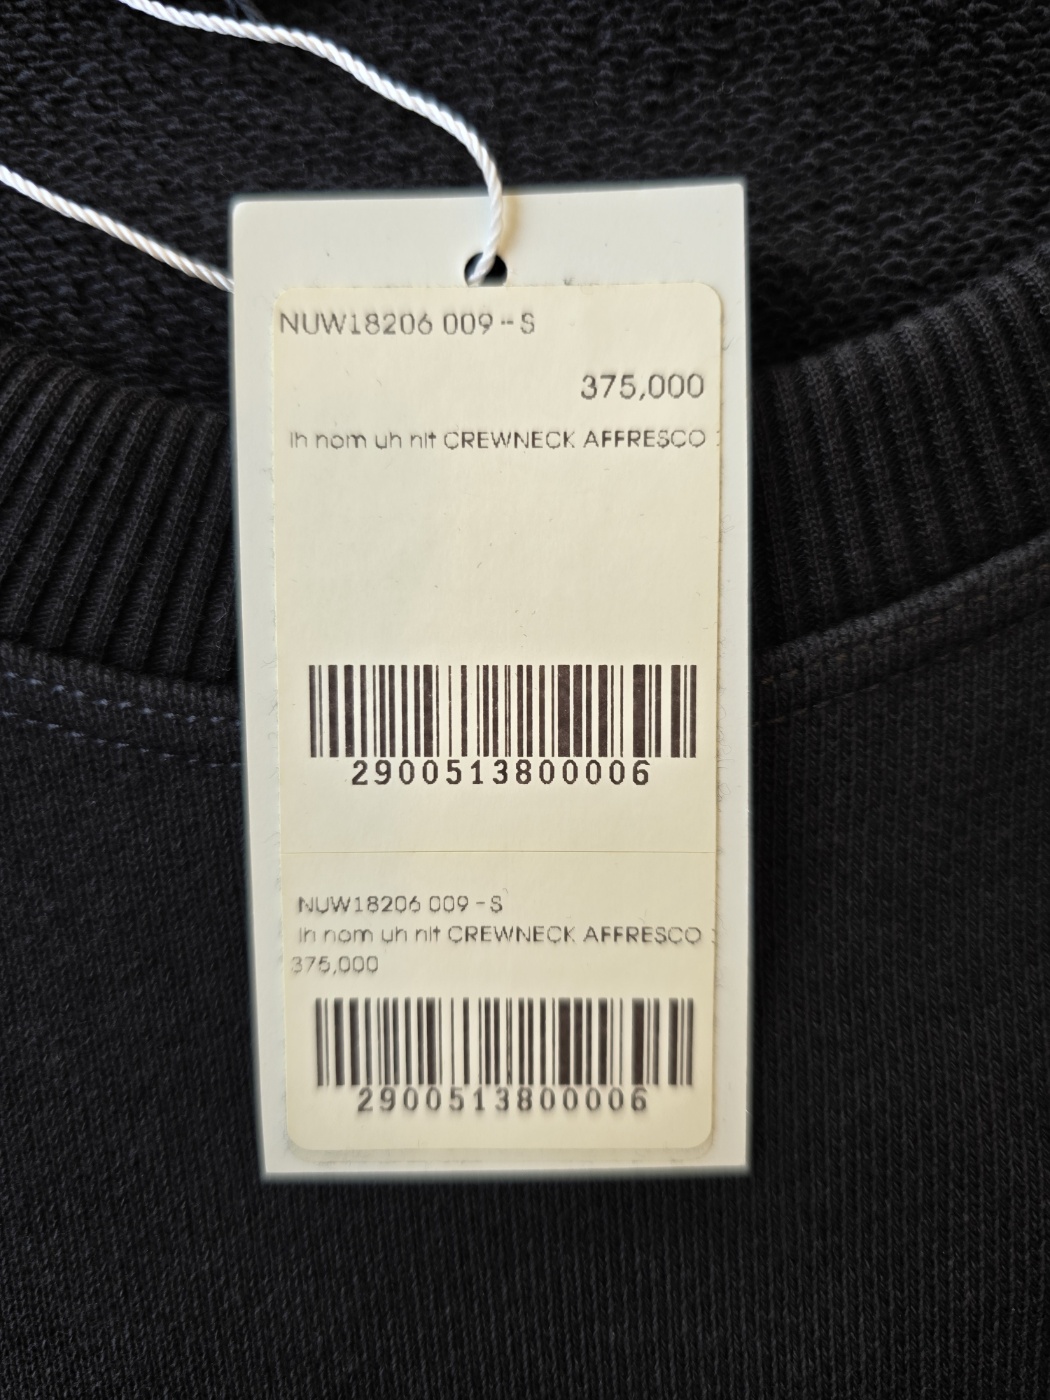 NUW18206 009 - S
375,000
ih nom uh nit CREWNECK AFFRESCO
2900513800006
NUW18206 009 - S
ih nom uh nit CREWNECK AFFRESCO
375,000
2900513800006